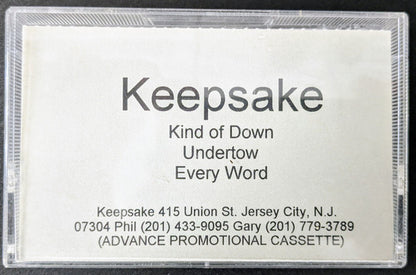 Keepsake
Kind of Down
Undertow
Every Word
Keepsake 415 Union St. Jersey City, N.J.
07304 Phil (201) 433-9095 Gary (201) 779-3789
(ADVANCE PROMOTIONAL CASSETTE)